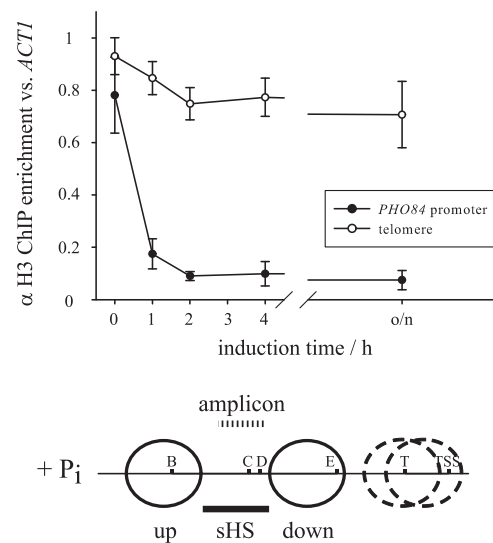 α H3 ChIP enrichment vs. ACT1
1
0.8
0.6
0.4
0.2
0
PHO84 promoter
telomere
0 1 2 3 4 o/n
induction time / h
amplicon
+ Pi
B C D E T TSS
up sHS down